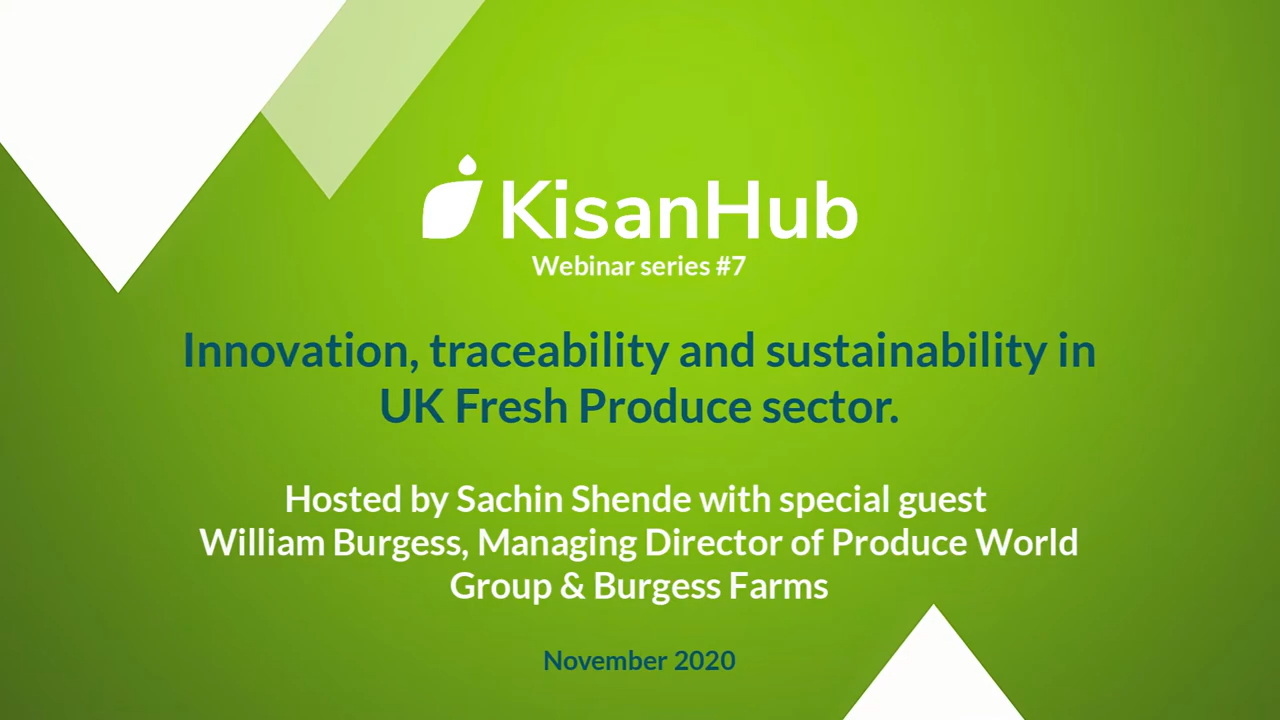 KisanHub
Webinar series #7
Innovation, traceability and sustainability in
UK Fresh Produce sector.
Hosted by Sachin Shende with special guest
William Burgess, Managing Director of Produce World
Group & Burgess Farms
November 2020